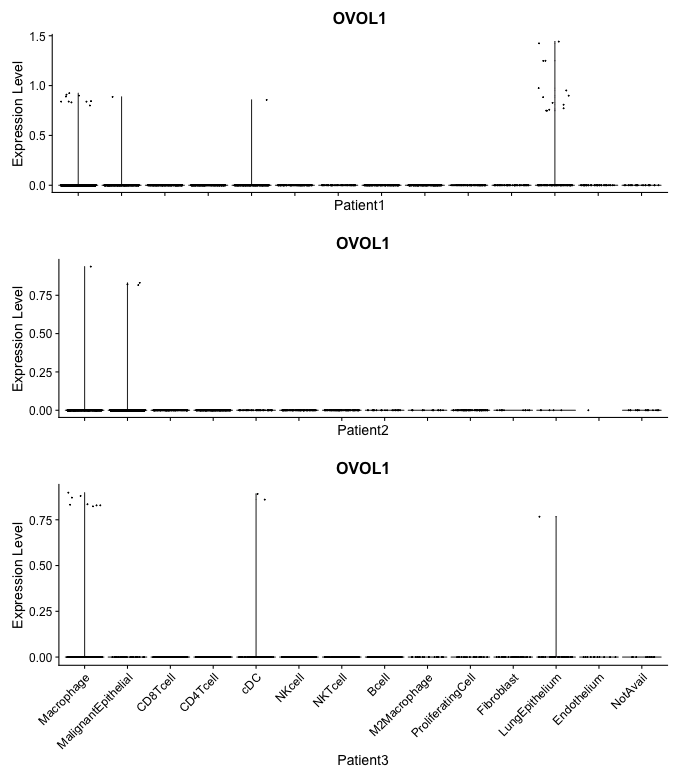 OVOL1
Expression Level
1.5
1.0
0.5
0.0
Patient1
OVOL1
Expression Level
0.75
0.50
0.25
0.00
Patient2
OVOL1
Expression Level
0.75
0.50
0.25
0.00
Macrophage
MalignantEpithelial
CD8Tcell
CD4Tcell
cDC
NKcell
NKTcell
Bcell
M2Macrophage
ProliferatingCell
Fibroblast
LungEpithelium
Endothelium
NotAvail
Patient3